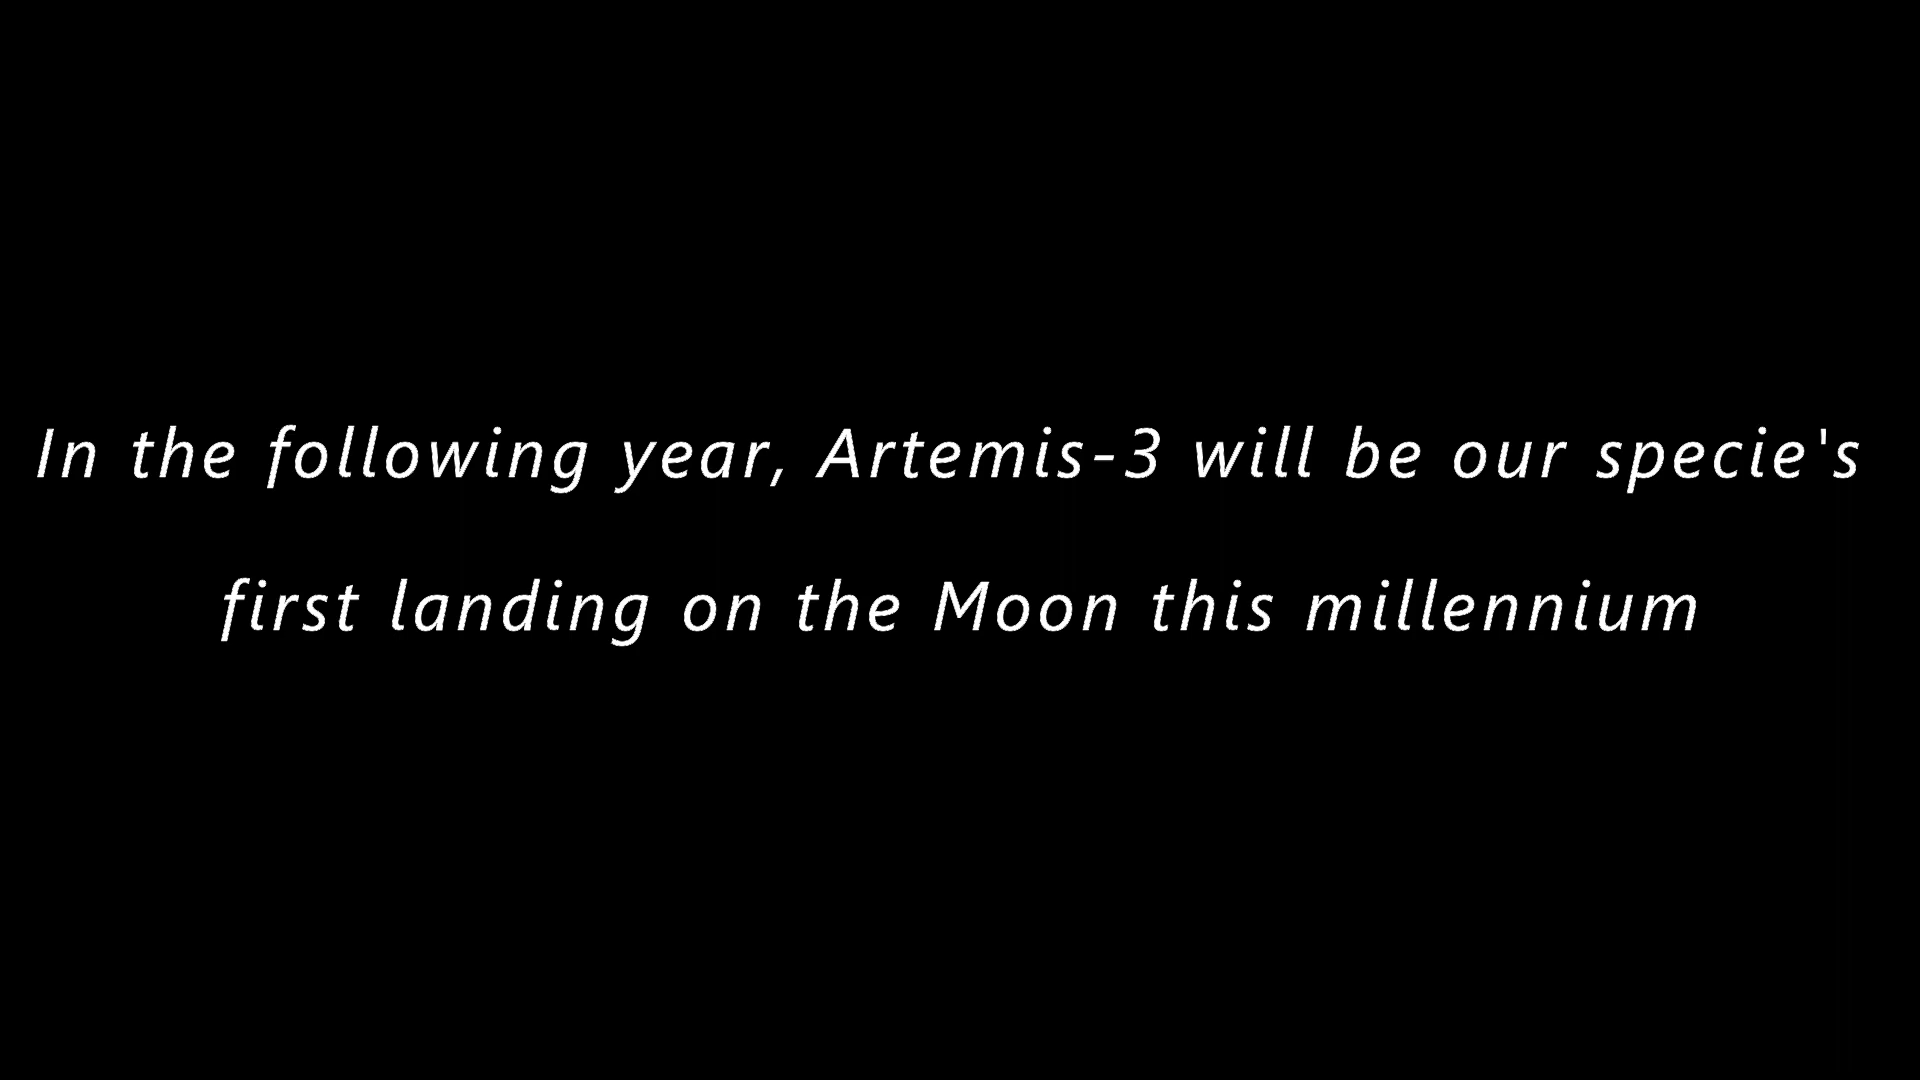 In the following year, Artemis-3 will be our specie's
first landing on the Moon this millennium